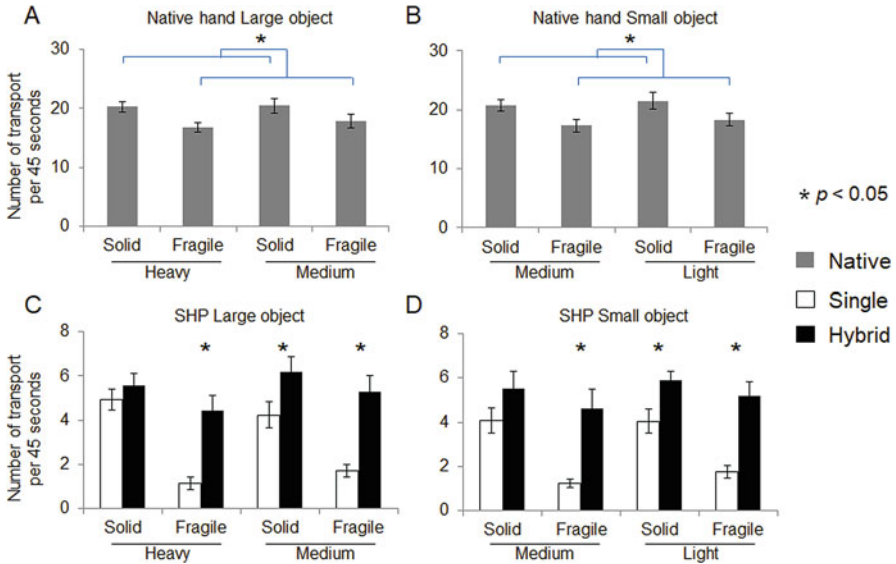 A
Native hand Large object
Number of transport
per 45 seconds
30
20
10
0
*
Solid Fragile Solid Fragile
Heavy Medium
B
Native hand Small object
30
20
10
0
*
Solid Fragile Solid Fragile
Medium Light
* p < 0.05
Native
Single
Hybrid
C
SHP Large object
Number of transport
per 45 seconds
8
6
4
2
0
* * *
Solid Fragile Solid Fragile
Heavy Medium
D
SHP Small object
8
6
4
2
0
* * *
Solid Fragile Solid Fragile
Medium Light